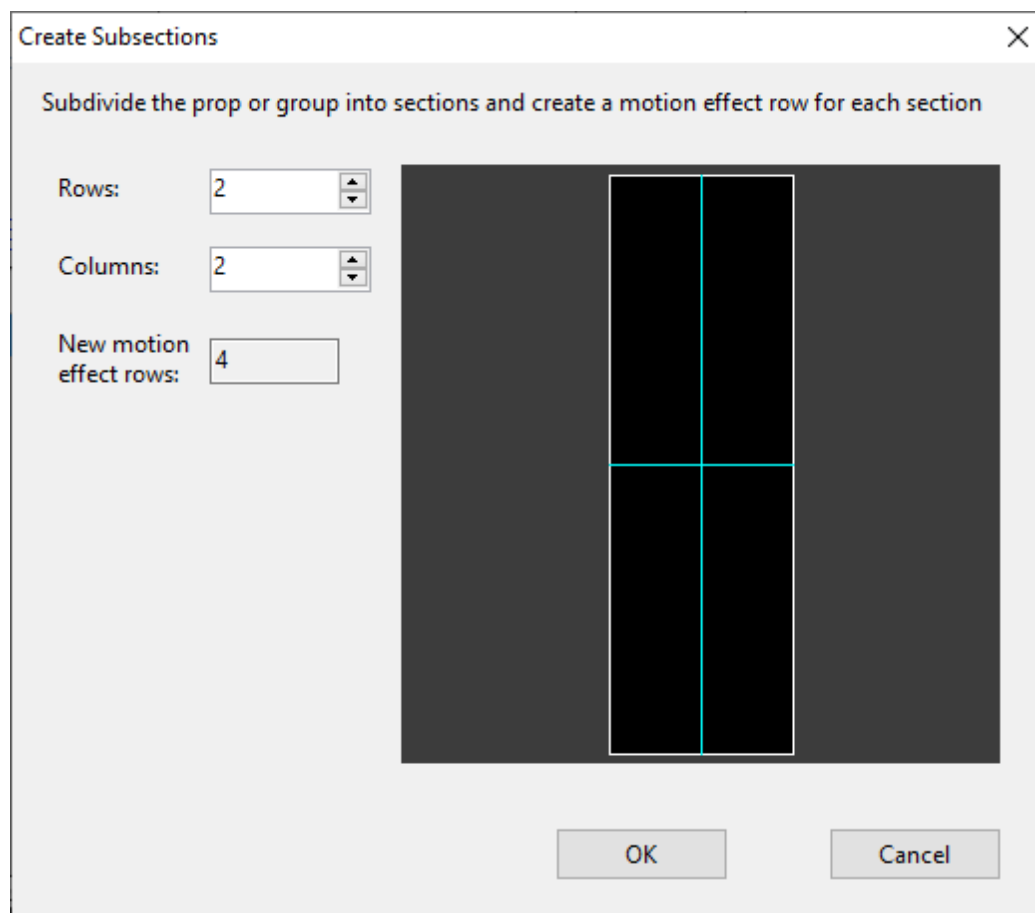 Create Subsections
Subdivide the prop or group into sections and create a motion effect row for each section
Rows:
2
Columns:
2
New motion
effect rows:
4
OK
Cancel